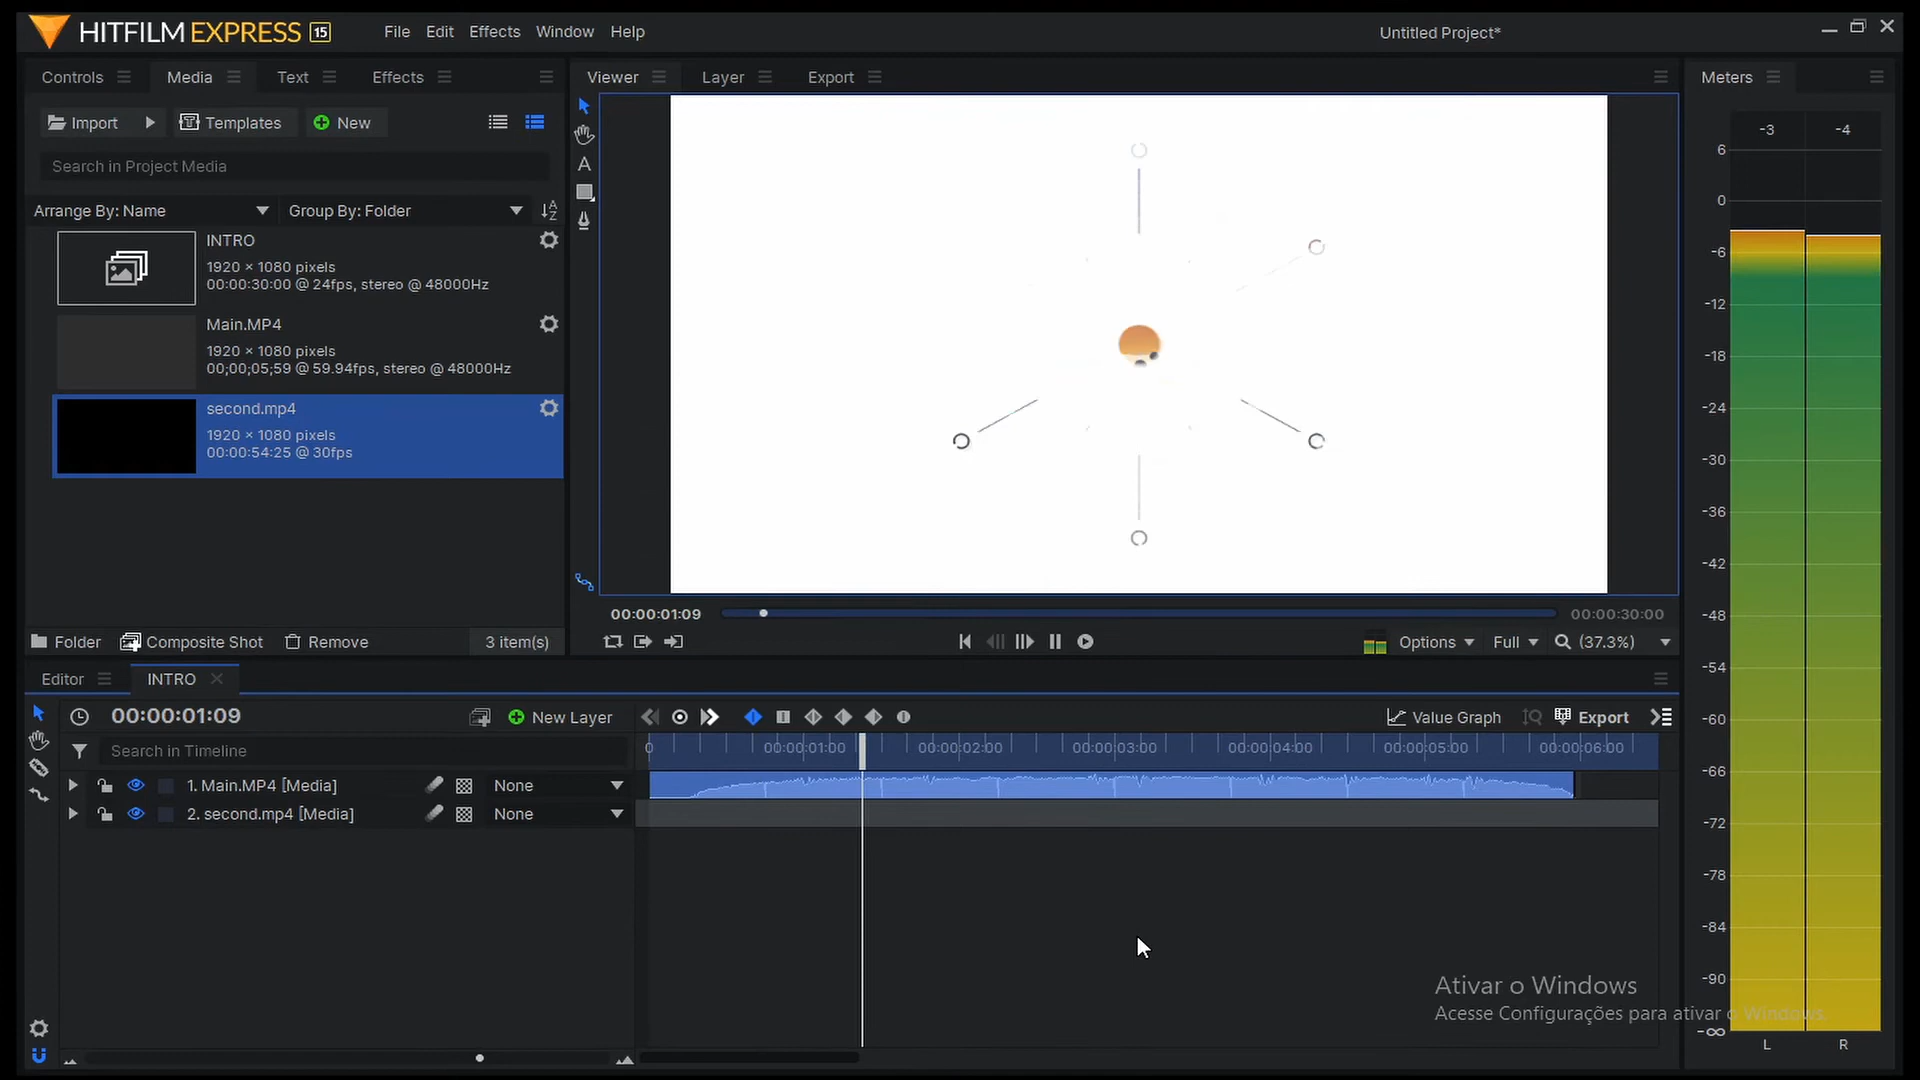 HITFILM EXPRESS 15 File Edit Effects Window Help Untitled Project*
Controls Media Text Effects
Import Templates New
Search in Project Media
Arrange By: Name Group By: Folder A Z
INTRO
1920 × 1080 pixels
00:00:30:00 @ 24fps, stereo @ 48000Hz
Main.MP4
1920 × 1080 pixels
00;00;05;59 @ 59.94fps, stereo @ 48000Hz
second.mp4
1920 × 1080 pixels
00:00:54:25 @ 30fps
Folder Composite Shot Remove 3 item(s)
Viewer Layer Export
A
00:00:01:09 00:00:30:00
Options Full (37.3%)
Meters
-3 -4
6
0
-6
-12
-18
-24
-30
-36
-42
-48
-54
-60
-66
-72
-78
-84
-90
-∞
L R
Editor INTRO
00:00:01:09 New Layer Value Graph Export
Search in Timeline
0 00:00:01:00 00:00:02:00 00:00:03:00 00:00:04:00 00:00:05:00 00:00:06:00
1. Main.MP4 [Media] None
2. second.mp4 [Media] None
Ativar o Windows
Acesse Configurações para ativar o Windows.